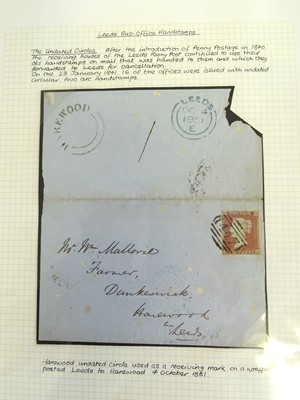 Leeds Sub-Office Handstamps.
The Undated Circles. After the introduction of Penny Postage in 1840
The receiving houses of the Leeds Penny Post continued to use their
old handstamps on mail that was handed to them and which they
forwarded to Leeds for cancellation.
On the 23 January 1841 16 of the offices were issued with undated
circular two arc handstamps.
HAREWOOD
LEEDS
OC 4
1851
E
Mr. Wm. Mallorie
Farmer,
Dunkeswick,
Harewood
Leeds.
Harewood undated circle used as a receiving mark on a wrapper
posted Leeds to Harewood 4 October 1851.